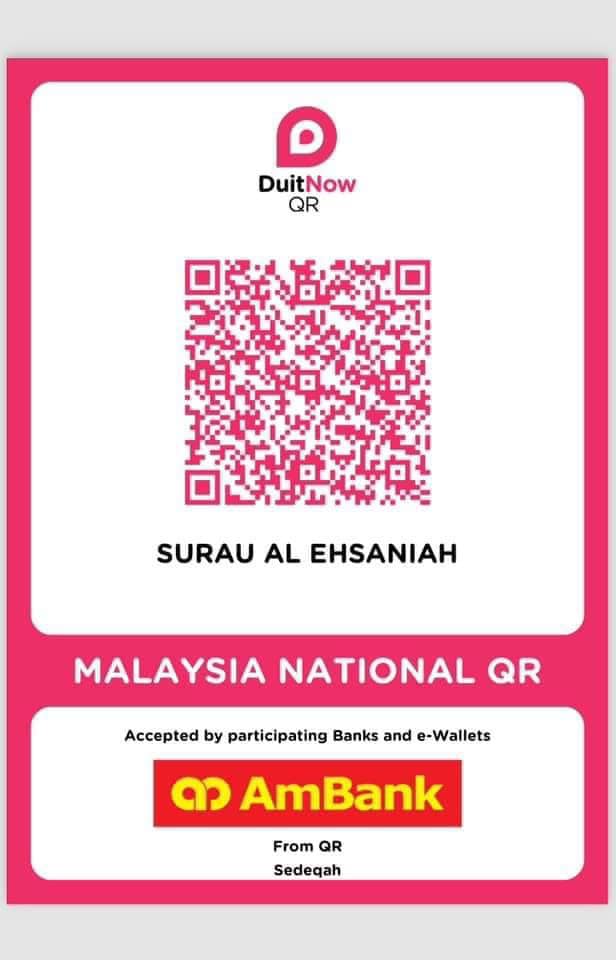 DuitNow
QR
SURAU AL EHSANIAH
MALAYSIA NATIONAL QR
Accepted by participating Banks and e-Wallets
AmBank
From QR
Sedeqah